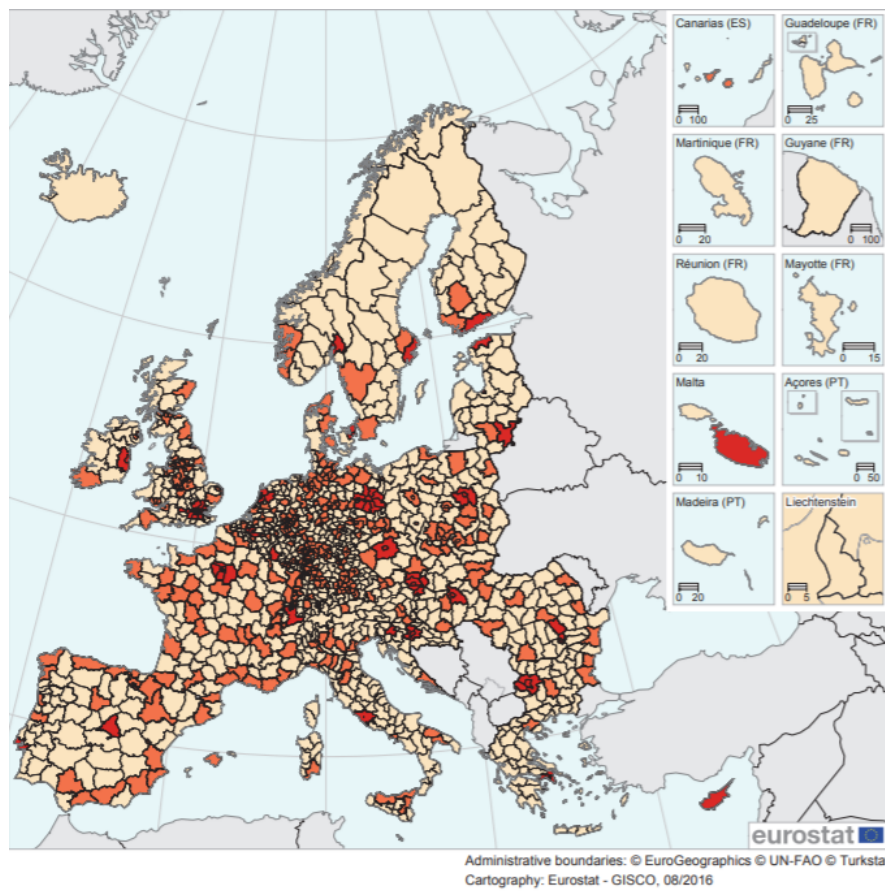 Canarias (ES)
0 100
Guadeloupe (FR)
0 25
Martinique (FR)
0 20
Guyane (FR)
0 100
Réunion (FR)
0 20
Mayotte (FR)
0 15
Malta
0 10
Açores (PT)
0 50
Madeira (PT)
0 20
Liechtenstein
0 5
eurostat
Administrative boundaries: © EuroGeographics © UN-FAO © Turksta
Cartography: Eurostat - GISCO, 08/2016